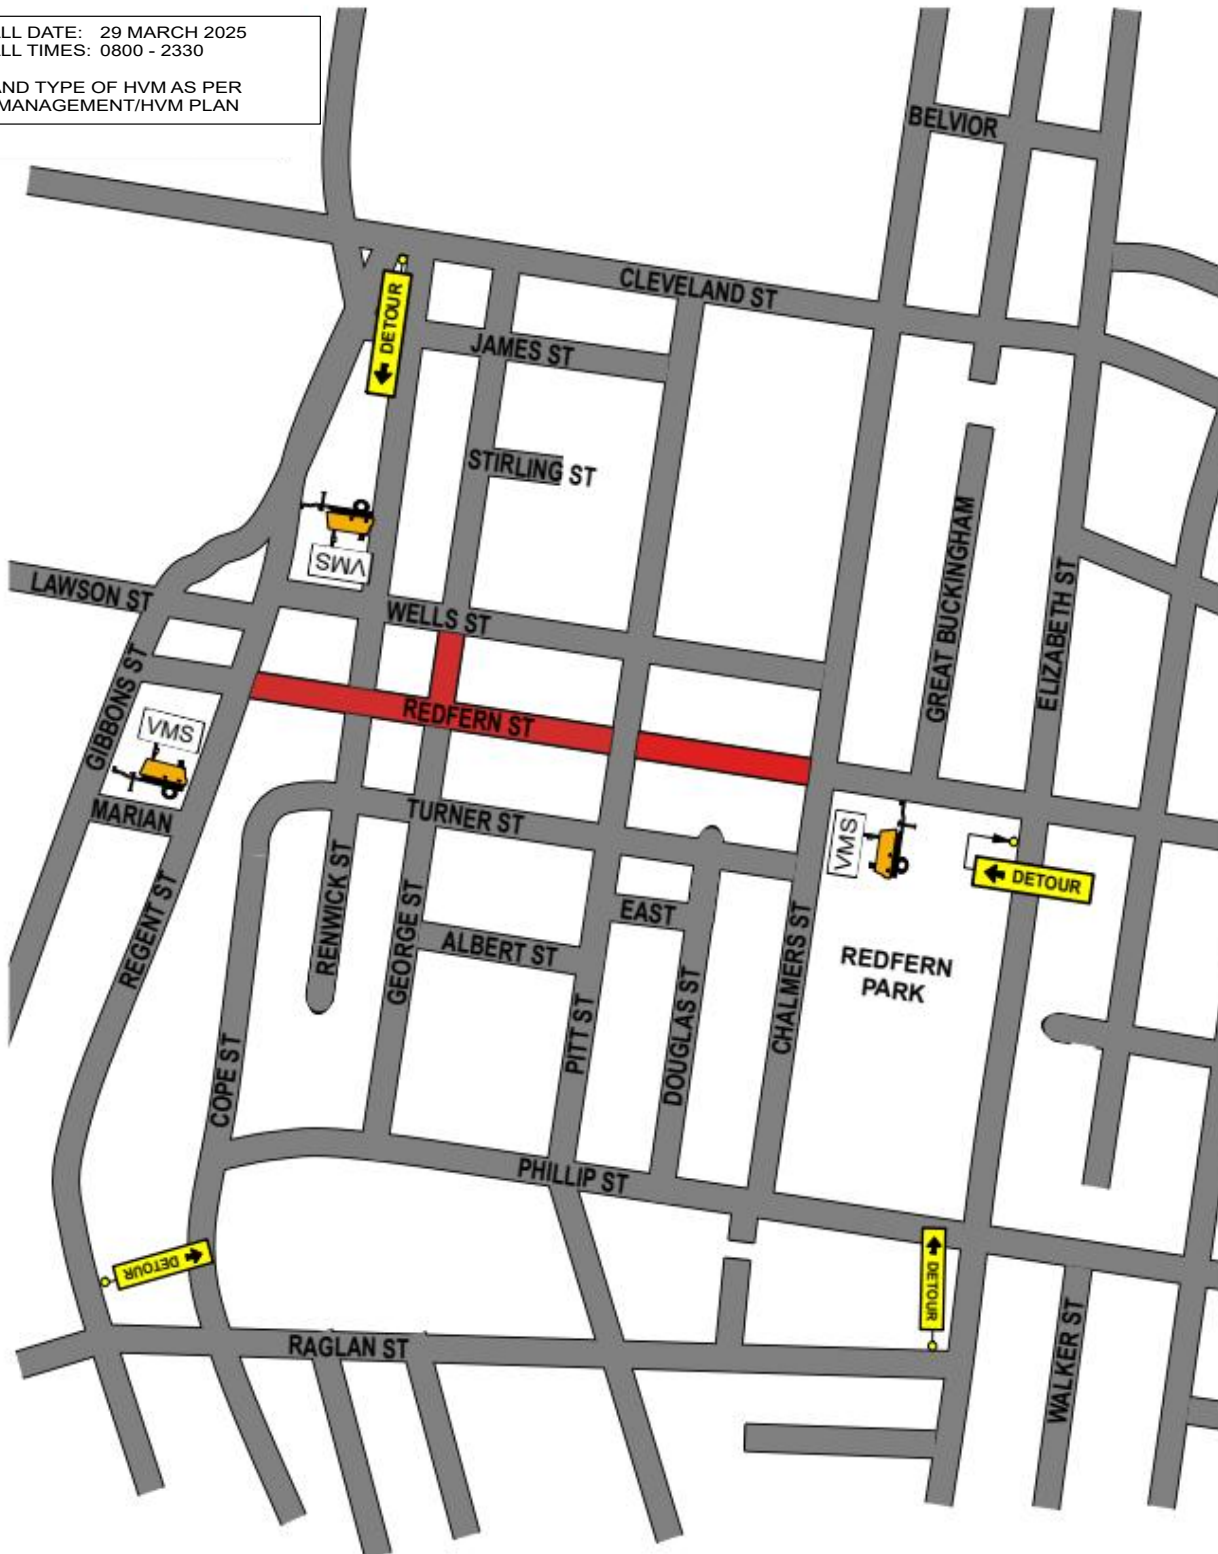 LL DATE: 29 MARCH 2025
LL TIMES: 0800 - 2330
AND TYPE OF HVM AS PER
MANAGEMENT/HVM PLAN
BELVIOR
CLEVELAND ST
DETOUR
JAMES ST
STIRLING ST
VMS
LAWSON ST
WELLS ST
GREAT BUCKINGHAM
ELIZABETH ST
GIBBONS ST
VMS
REDFERN ST
MARIAN
TURNER ST
VMS
DETOUR
REGENT ST
RENWICK ST
GEORGE ST
EAST
ALBERT ST
CHALMERS ST
REDFERN
PARK
COPE ST
PITT ST
DOUGLAS ST
PHILLIP ST
DETOUR
DETOUR
RAGLAN ST
WALKER ST